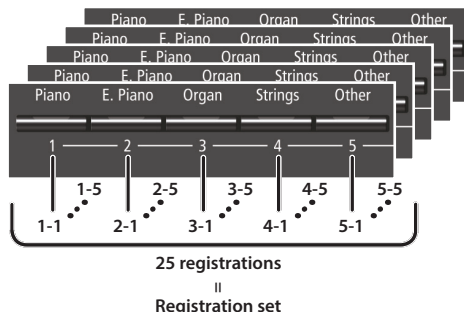 Piano E. Piano Organ Strings Other
Piano E. Piano Organ Strings Other
Piano E. Piano Organ Strings Other
Piano E. Piano Organ Strings Other
Piano E. Piano Organ Strings Other
1 2 3 4 5
1-5 2-5 3-5 4-5 5-5
1-1 2-1 3-1 4-1 5-1
25 registrations
=
Registration set